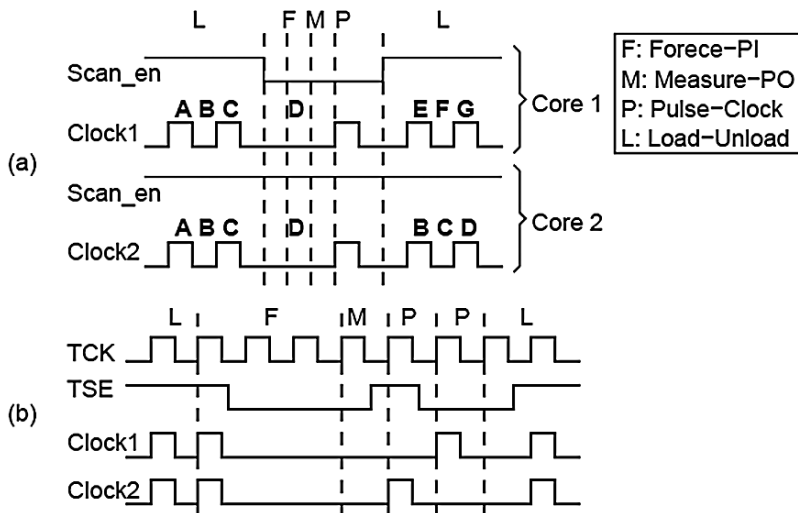 L F M P L
Scan_en
A B C D E F G
Clock1
Core 1
(a)
Scan_en
A B C D B C D
Clock2
Core 2
F: Forece-PI
M: Measure-PO
P: Pulse-Clock
L: Load-Unload
L F M P P L
TCK
TSE
(b)
Clock1
Clock2